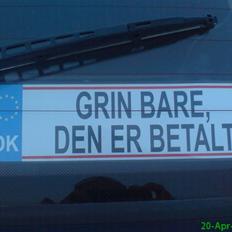 GRIN BARE,
DK DEN ER BETALT
20-Apr-